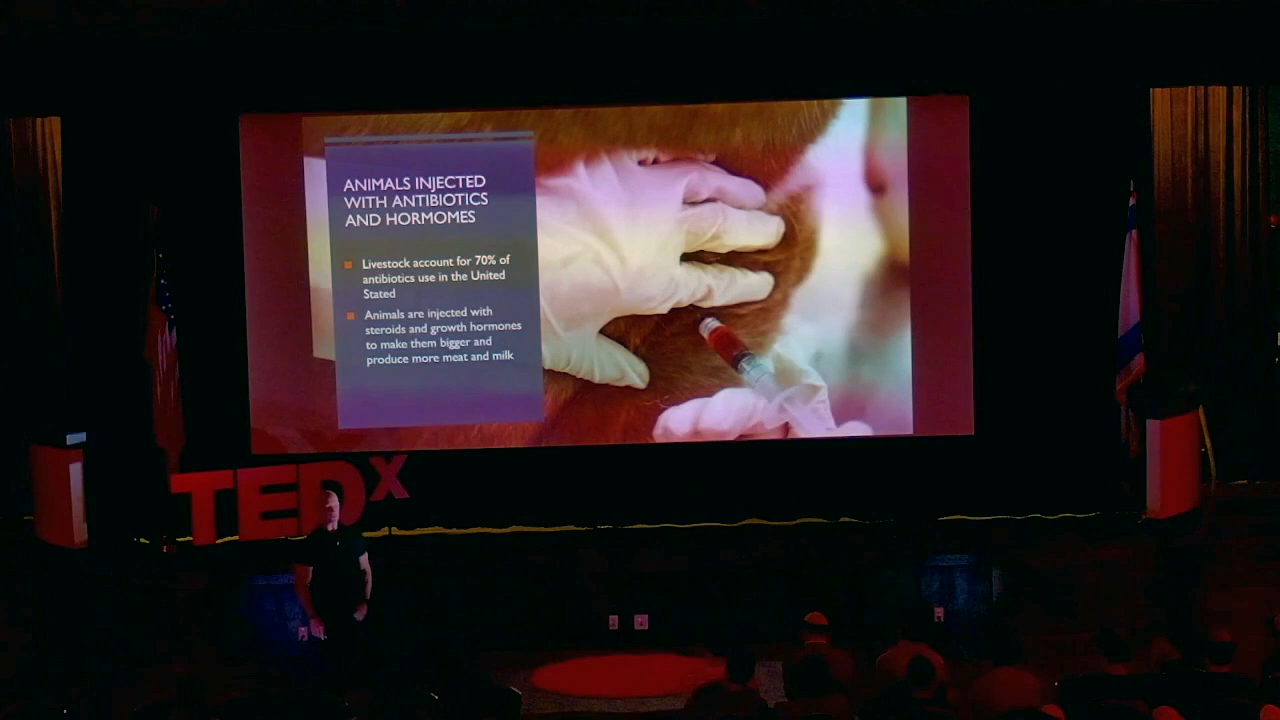 ANIMALS INJECTED
WITH ANTIBIOTICS
AND HORMOMES
Livestock account for 70% of
antibiotics use in the United
Stated
Animals are injected with
steroids and growth hormones
to make them bigger and
produce more meat and milk
TEDx